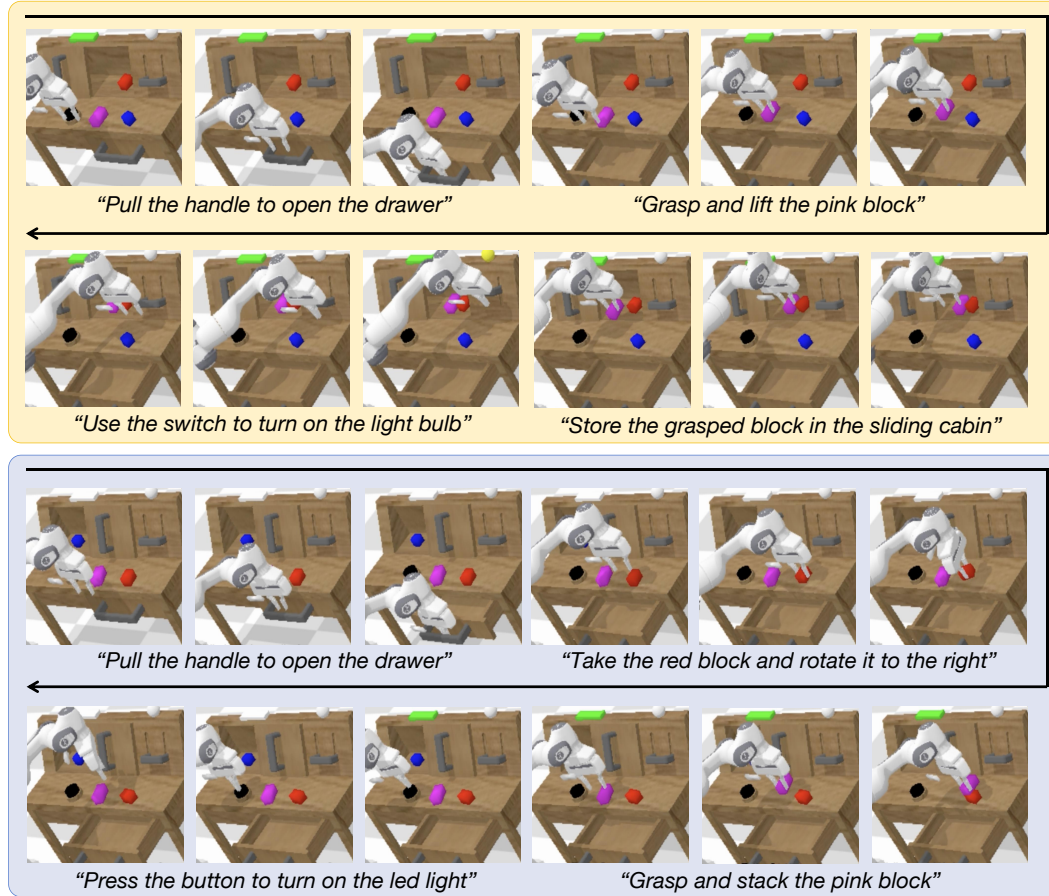 “Pull the handle to open the drawer”
“Grasp and lift the pink block”
“Use the switch to turn on the light bulb”
“Store the grasped block in the sliding cabin”
“Pull the handle to open the drawer”
“Take the red block and rotate it to the right”
“Press the button to turn on the led light”
“Grasp and stack the pink block”